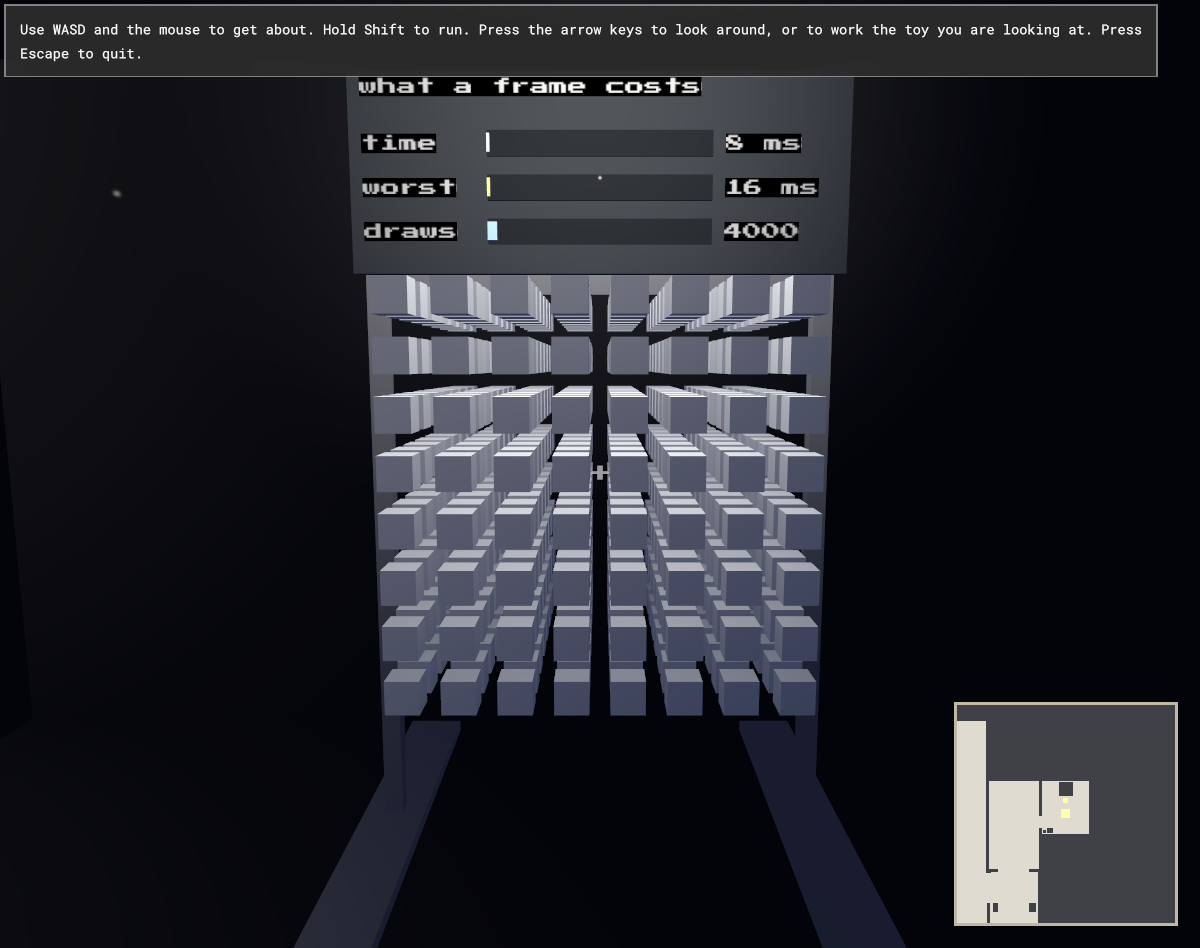 Use WASD and the mouse to get about. Hold Shift to run. Press the arrow keys to look around, or to work the toy you are looking at. Press
Escape to quit.
what a frame costs
time 8 ms
worst 16 ms
draws 4000